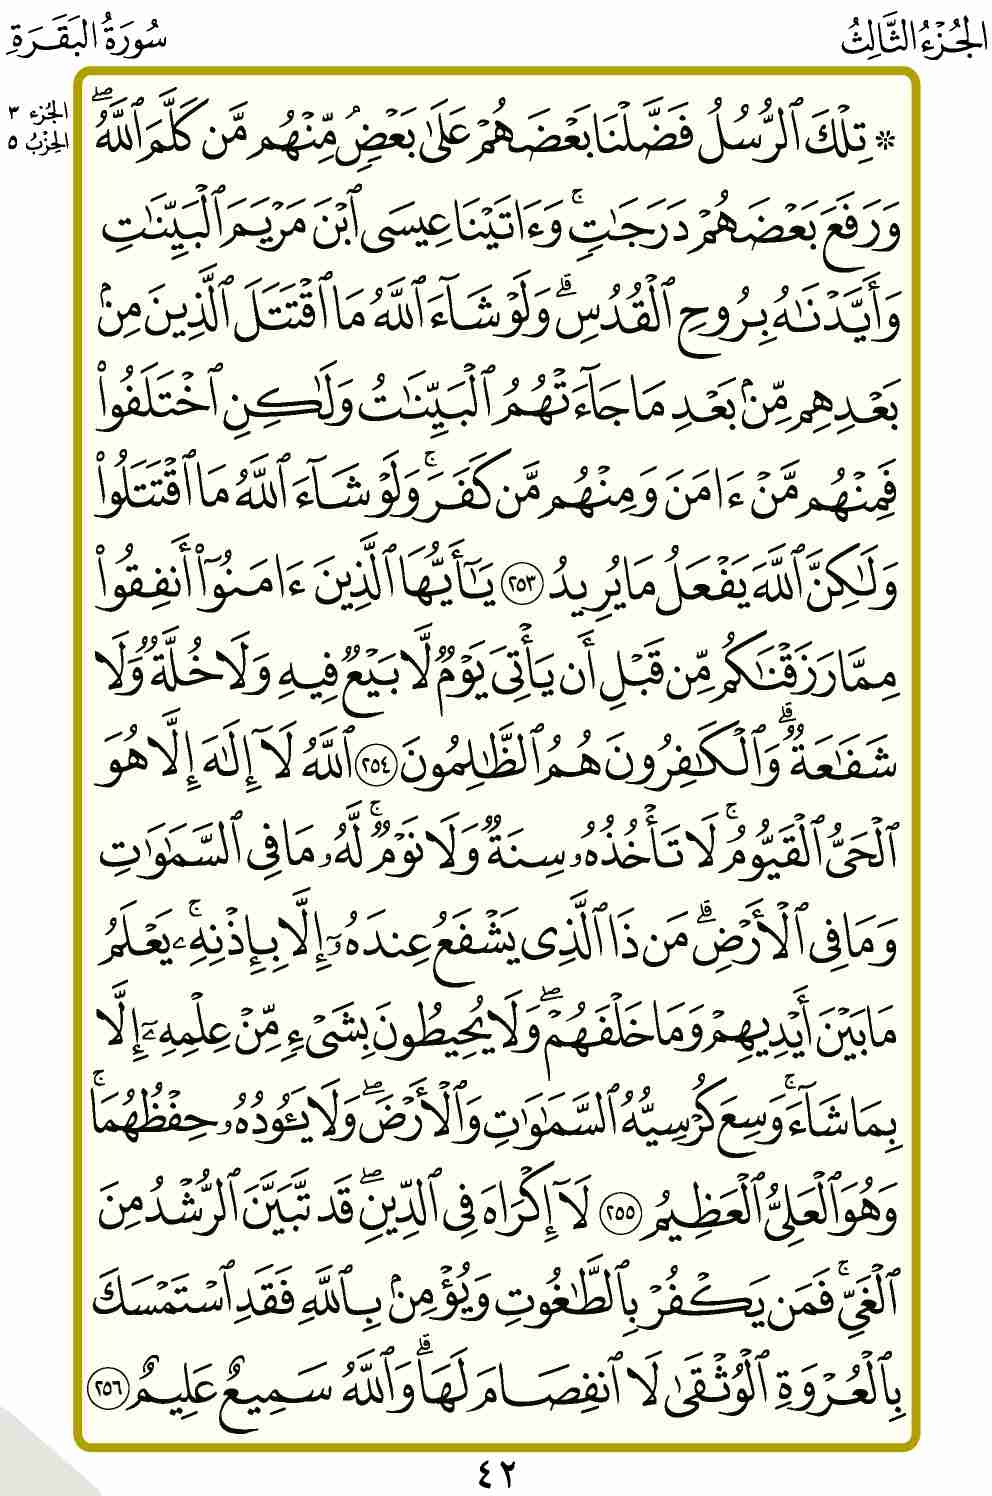 الجُزْءُ الثَّالِثُ
سُورَةُ البَقَرَةِ
الجُزء ٣
الحِزْبُ ٥
* تِلْكَ ٱلرُّسُلُ فَضَّلْنَا بَعْضَهُمْ عَلَىٰ بَعْضٍ مِّنْهُم مَّن كَلَّمَ ٱللَّهُ ۖ
وَرَفَعَ بَعْضَهُمْ دَرَجَٰتٍ ۚ وَءَاتَيْنَا عِيسَى ٱبْنَ مَرْيَمَ ٱلْبَيِّنَٰتِ
وَأَيَّدْنَٰهُ بِرُوحِ ٱلْقُدُسِ ۗ وَلَوْ شَآءَ ٱللَّهُ مَا ٱقْتَتَلَ ٱلَّذِينَ مِنۢ
بَعْدِهِم مِّنۢ بَعْدِ مَا جَآءَتْهُمُ ٱلْبَيِّنَٰتُ وَلَٰكِنِ ٱخْتَلَفُوا۟
فَمِنْهُم مَّنْ ءَامَنَ وَمِنْهُم مَّن كَفَرَ ۚ وَلَوْ شَآءَ ٱللَّهُ مَا ٱقْتَتَلُوا۟
وَلَٰكِنَّ ٱللَّهَ يَفْعَلُ مَا يُرِيدُ ٢٥٣ يَٰٓأَيُّهَا ٱلَّذِينَ ءَامَنُوٓا۟ أَنفِقُوا۟
مِمَّا رَزَقْنَٰكُم مِّن قَبْلِ أَن يَأْتِىَ يَوْمٌ لَّا بَيْعٌ فِيهِ وَلَا خُلَّةٌ وَلَا
شَفَٰعَةٌ ۗ وَٱلْكَٰفِرُونَ هُمُ ٱلظَّٰلِمُونَ ٢٥٤ ٱللَّهُ لَآ إِلَٰهَ إِلَّا هُوَ
ٱلْحَىُّ ٱلْقَيُّومُ ۚ لَا تَأْخُذُهُۥ سِنَةٌ وَلَا نَوْمٌ ۚ لَّهُۥ مَا فِى ٱلسَّمَٰوَٰتِ
وَمَا فِى ٱلْأَرْضِ ۗ مَن ذَا ٱلَّذِى يَشْفَعُ عِندَهُۥٓ إِلَّا بِإِذْنِهِۦ ۚ يَعْلَمُ
مَا بَيْنَ أَيْدِيهِمْ وَمَا خَلْفَهُمْ ۖ وَلَا يُحِيطُونَ بِشَىْءٍ مِّنْ عِلْمِهِۦٓ إِلَّا
بِمَا شَآءَ ۚ وَسِعَ كُرْسِيُّهُ ٱلسَّمَٰوَٰتِ وَٱلْأَرْضَ ۖ وَلَا يَـُٔودُهُۥ حِفْظُهُمَا ۚ
وَهُوَ ٱلْعَلِىُّ ٱلْعَظِيمُ ٢٥٥ لَآ إِكْرَاهَ فِى ٱلدِّينِ ۖ قَد تَّبَيَّنَ ٱلرُّشْدُ مِنَ
ٱلْغَىِّ ۚ فَمَن يَكْفُرْ بِٱلطَّٰغُوتِ وَيُؤْمِنۢ بِٱللَّهِ فَقَدِ ٱسْتَمْسَكَ
بِٱلْعُرْوَةِ ٱلْوُثْقَىٰ لَا ٱنفِصَامَ لَهَا ۗ وَٱللَّهُ سَمِيعٌ عَلِيمٌ ٢٥٦
٤٢